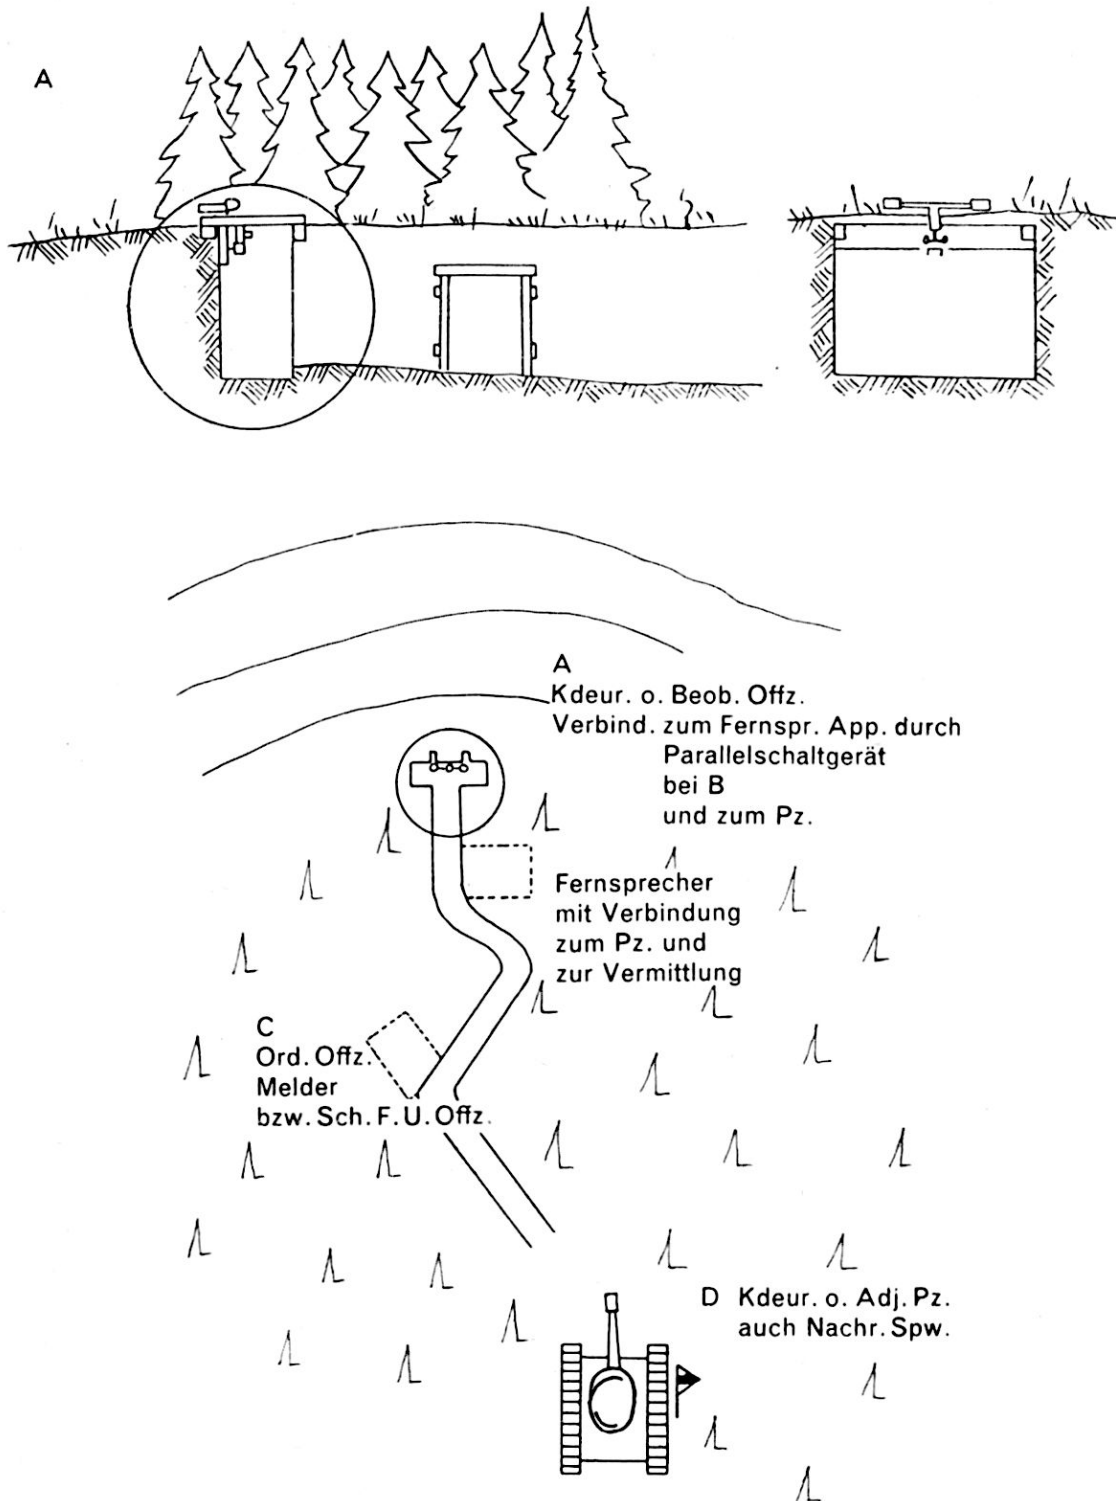 A
A
Kdeur. o. Beob. Offz.
Verbind. zum Fernspr. App. durch
Parallelschaltgerät
bei B
und zum Pz.
Fernsprecher
mit Verbindung
zum Pz. und
zur Vermittlung
C
Ord. Offz.
Melder
bzw. Sch. F. U. Offz.
D Kdeur. o. Adj. Pz.
auch Nachr. Spw.